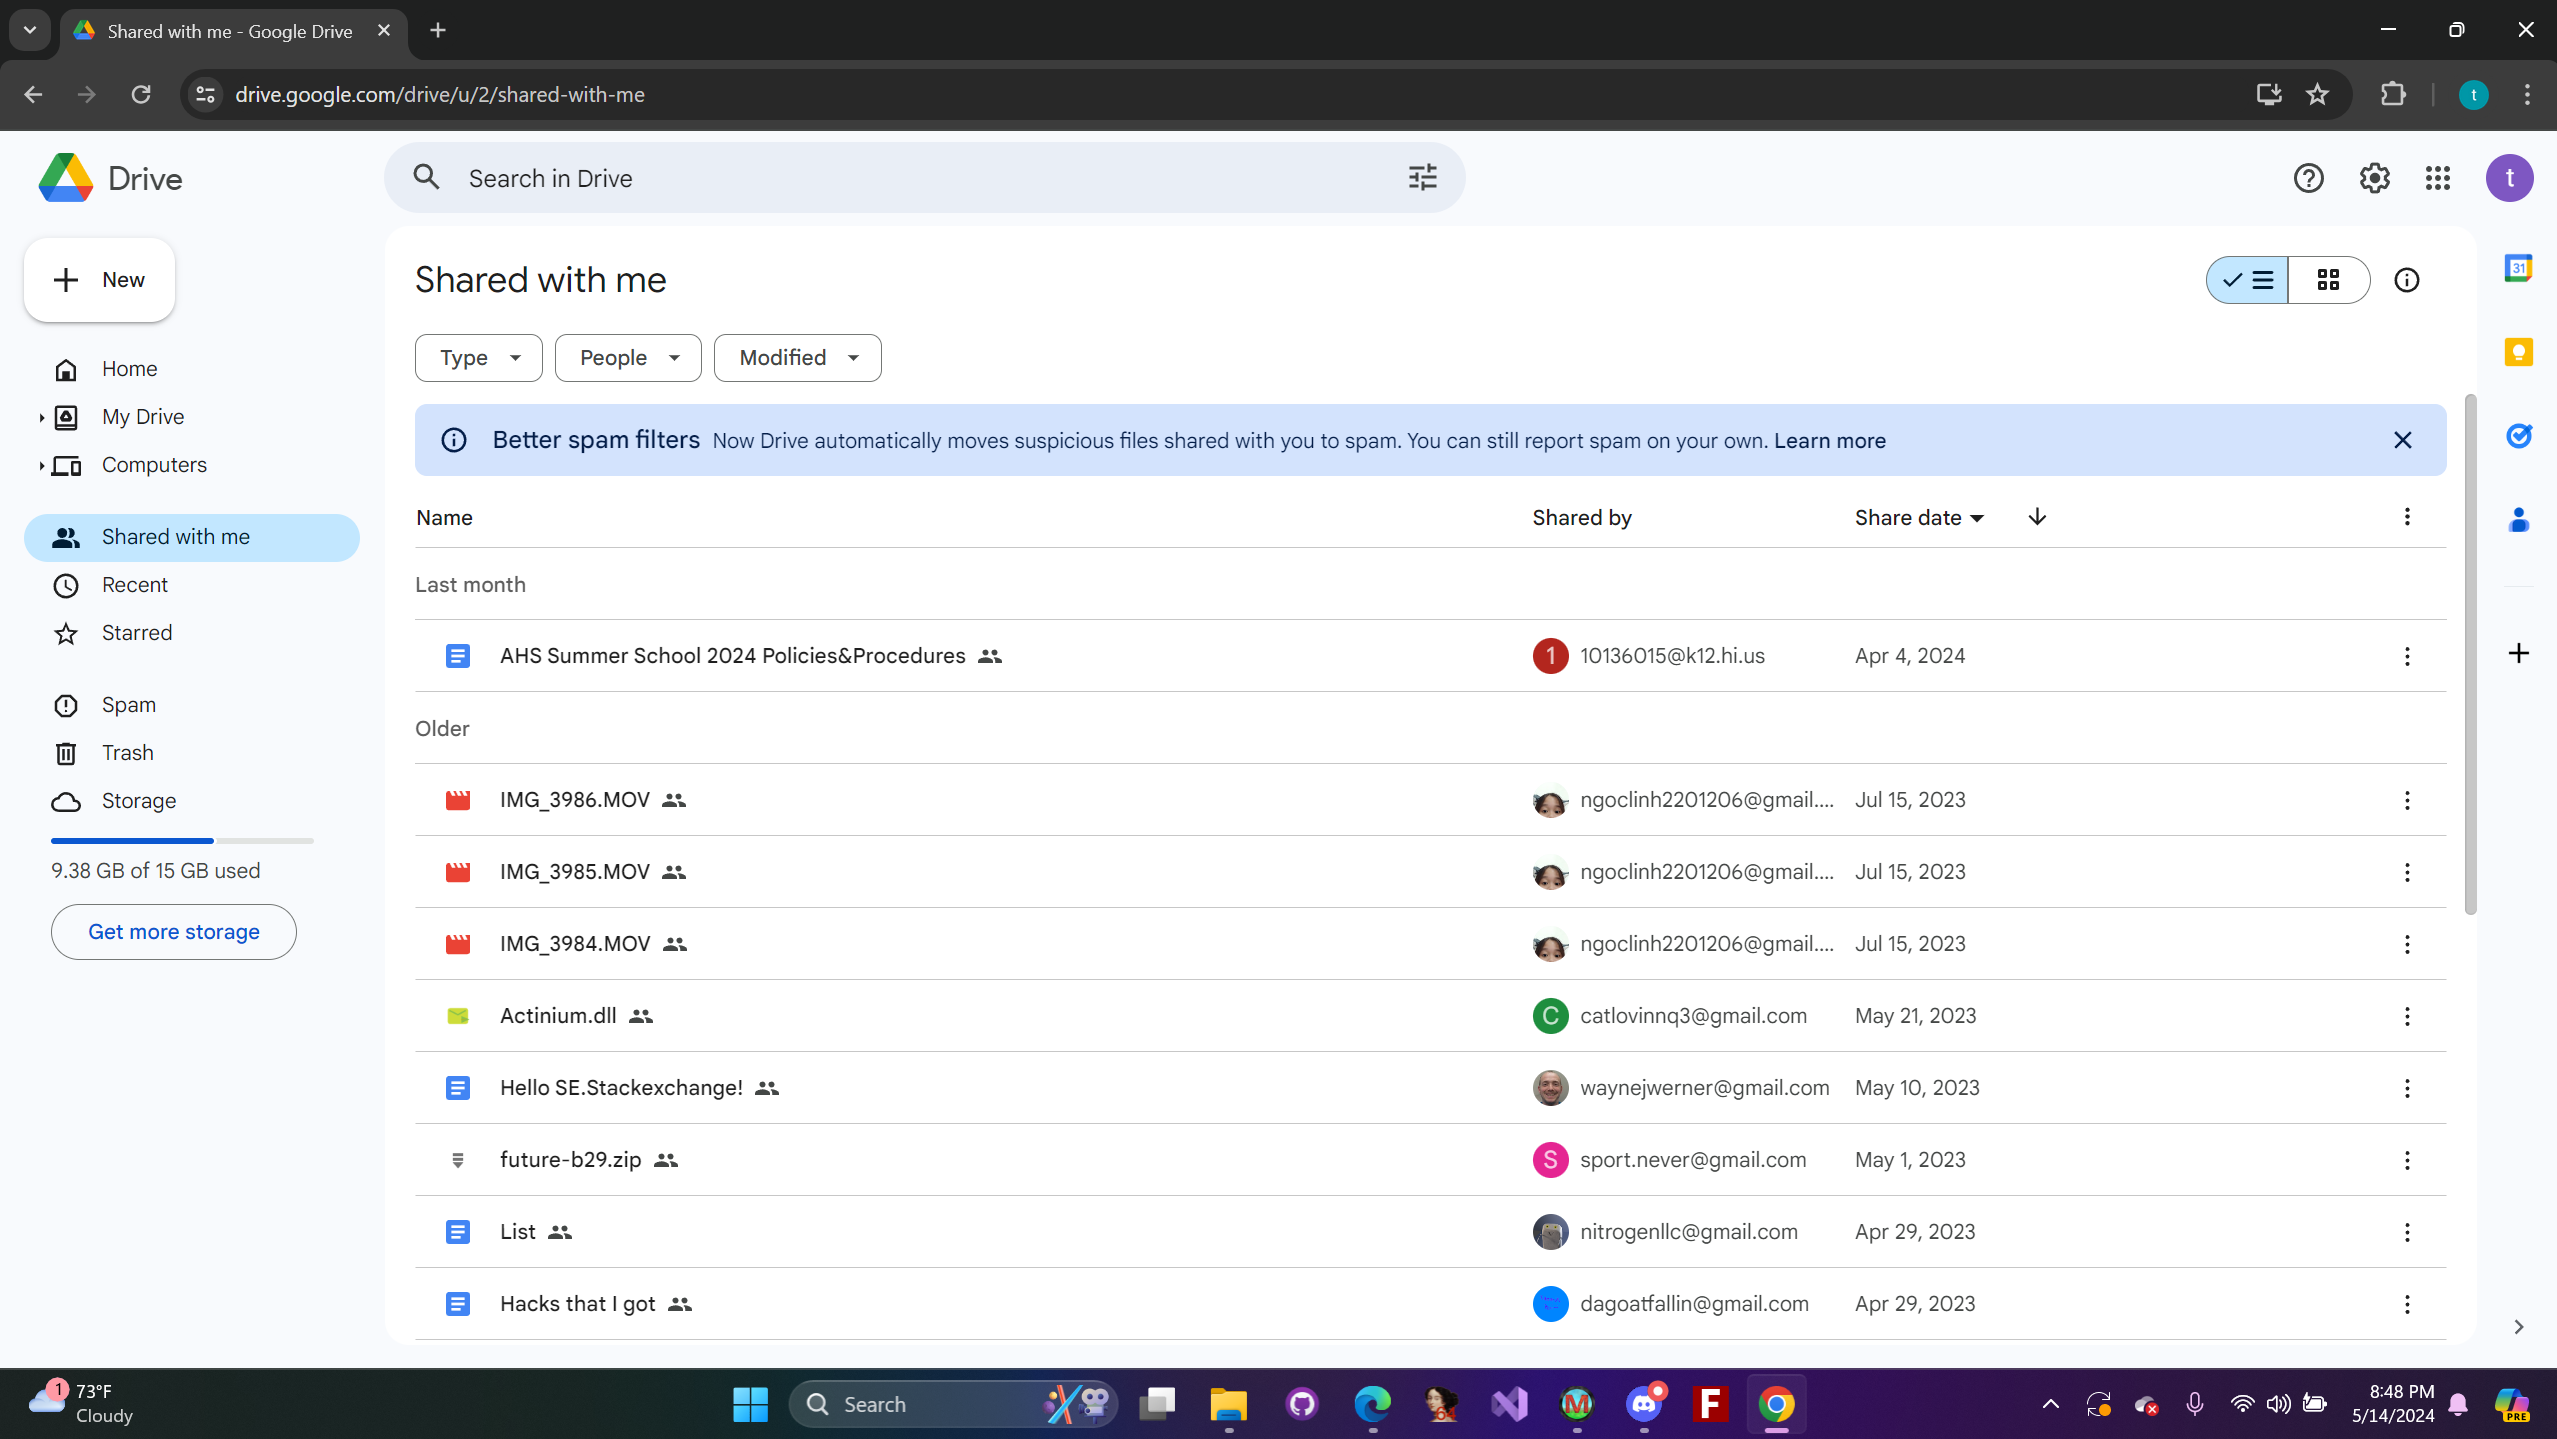 Shared with me - Google Drive
drive.google.com/drive/u/2/shared-with-me
t
Drive
Search in Drive
t
New
Shared with me
31
Type
People
Modified
Home
My Drive
Computers
Better spam filters Now Drive automatically moves suspicious files shared with you to spam. You can still report spam on your own. Learn more
Name Shared by Share date
Shared with me
Recent
Starred
Last month
AHS Summer School 2024 Policies&Procedures 1 10136015@k12.hi.us Apr 4, 2024
Spam
Trash
Storage
9.38 GB of 15 GB used
Get more storage
Older
IMG_3986.MOV ngoclinh2201206@gmail.... Jul 15, 2023
IMG_3985.MOV ngoclinh2201206@gmail.... Jul 15, 2023
IMG_3984.MOV ngoclinh2201206@gmail.... Jul 15, 2023
Actinium.dll C catlovinnq3@gmail.com May 21, 2023
Hello SE.Stackexchange! waynejwerner@gmail.com May 10, 2023
future-b29.zip S sport.never@gmail.com May 1, 2023
List nitrogenllc@gmail.com Apr 29, 2023
Hacks that I got dagoatfallin@gmail.com Apr 29, 2023
1
73°F
Cloudy
Search
64
M
F
8:48 PM
5/14/2024
PRE